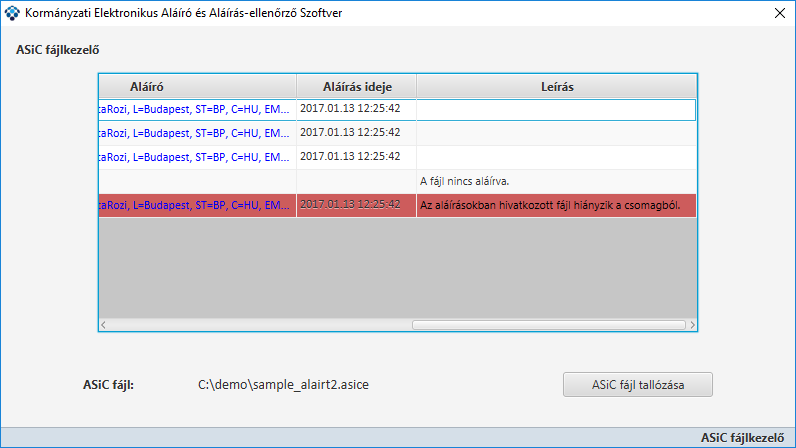 Kormányzati Elektronikus Aláíró és Aláírás-ellenőrző Szoftver
ASiC fájlkezelő
Aláíró Aláírás ideje Leírás
taRozi, L=Budapest, ST=BP, C=HU, EM... 2017.01.13 12:25:42
taRozi, L=Budapest, ST=BP, C=HU, EM... 2017.01.13 12:25:42
taRozi, L=Budapest, ST=BP, C=HU, EM... 2017.01.13 12:25:42
A fájl nincs aláírva.
taRozi, L=Budapest, ST=BP, C=HU, EM... 2017.01.13 12:25:42 Az aláírásokban hivatkozott fájl hiányzik a csomagból.
ASiC fájl: C:\demo\sample_alairt2.asice ASiC fájl tallózása
ASiC fájlkezelő